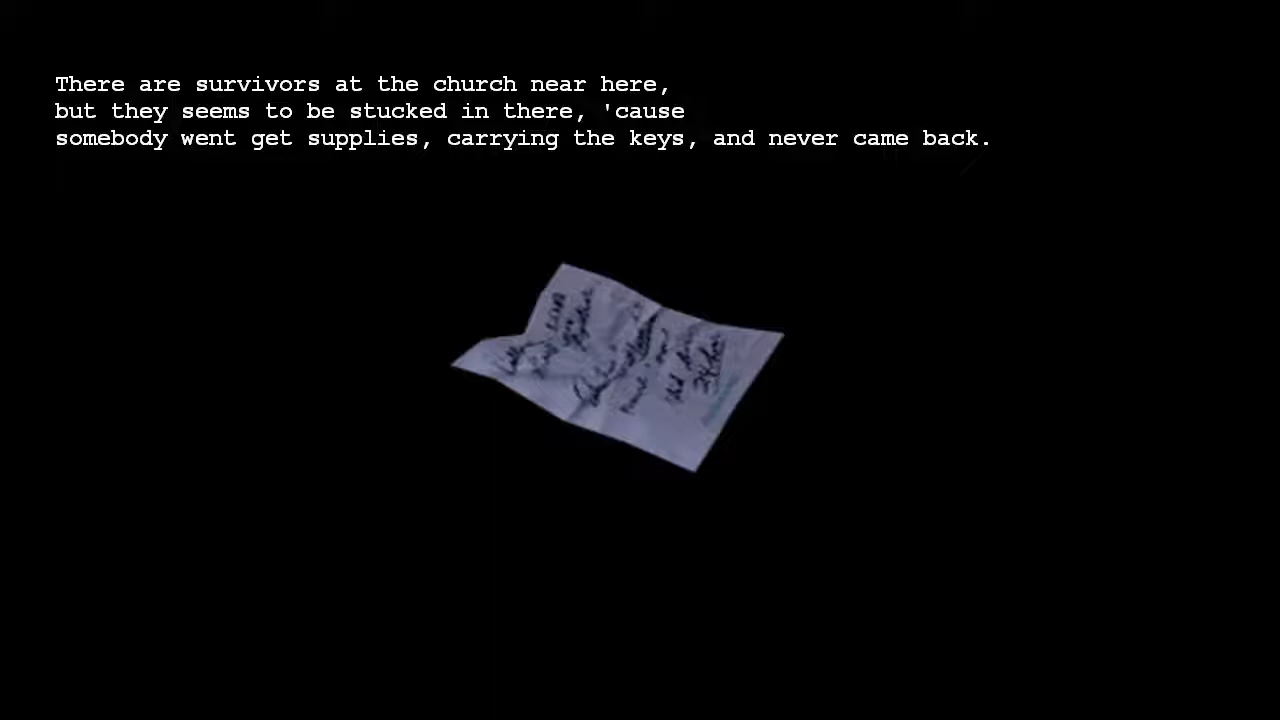 There are survivors at the church near here,
but they seems to be stucked in there, 'cause
somebody went get supplies, carrying the keys, and never came back.